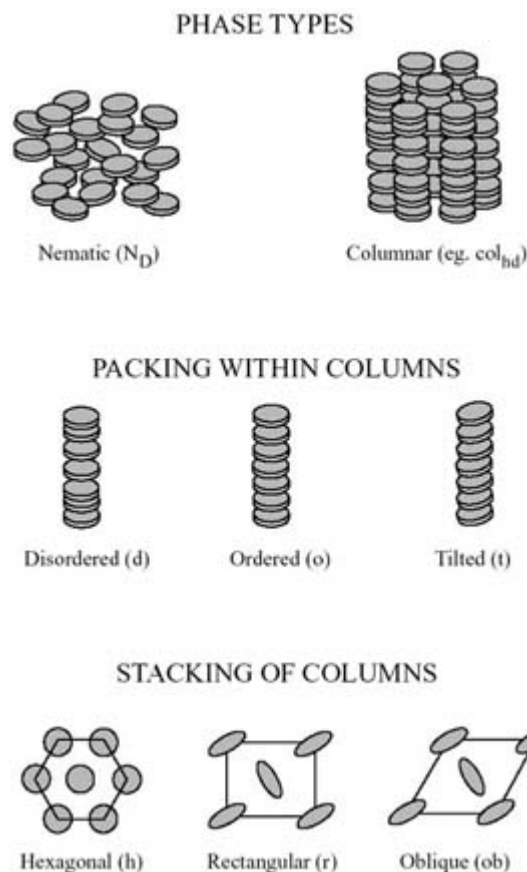 PHASE TYPES
Nematic (N_D)
Columnar (eg. col_hd)
PACKING WITHIN COLUMNS
Disordered (d)
Ordered (o)
Tilted (t)
STACKING OF COLUMNS
Hexagonal (h)
Rectangular (r)
Oblique (ob)